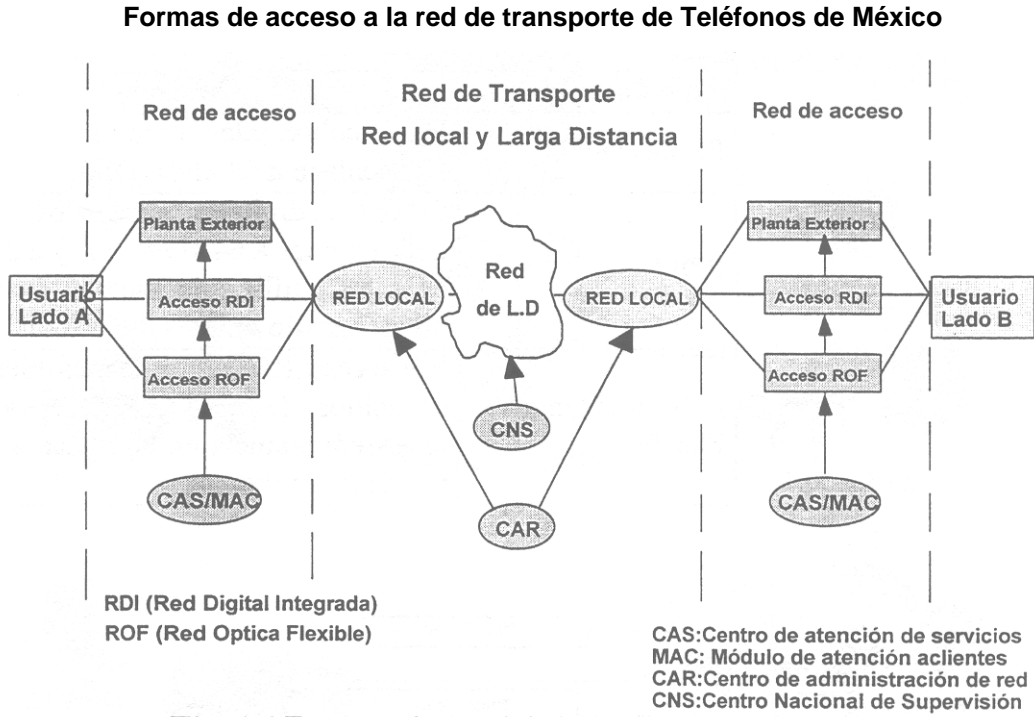 Formas de acceso a la red de transporte de Teléfonos de México
Red de acceso
Red de Transporte
Red local y Larga Distancia
Red de acceso
Planta Exterior
Acceso RDI
Acceso ROF
CAS/MAC
Usuario
Lado A
RED LOCAL
Red
de L.D
RED LOCAL
CNS
CAR
Planta Exterior
Acceso RDI
Acceso ROF
CAS/MAC
Usuario
Lado B
RDI (Red Digital Integrada)
ROF (Red Optica Flexible)
CAS:Centro de atención de servicios
MAC: Módulo de atención aclientes
CAR:Centro de administración de red
CNS:Centro Nacional de Supervisión